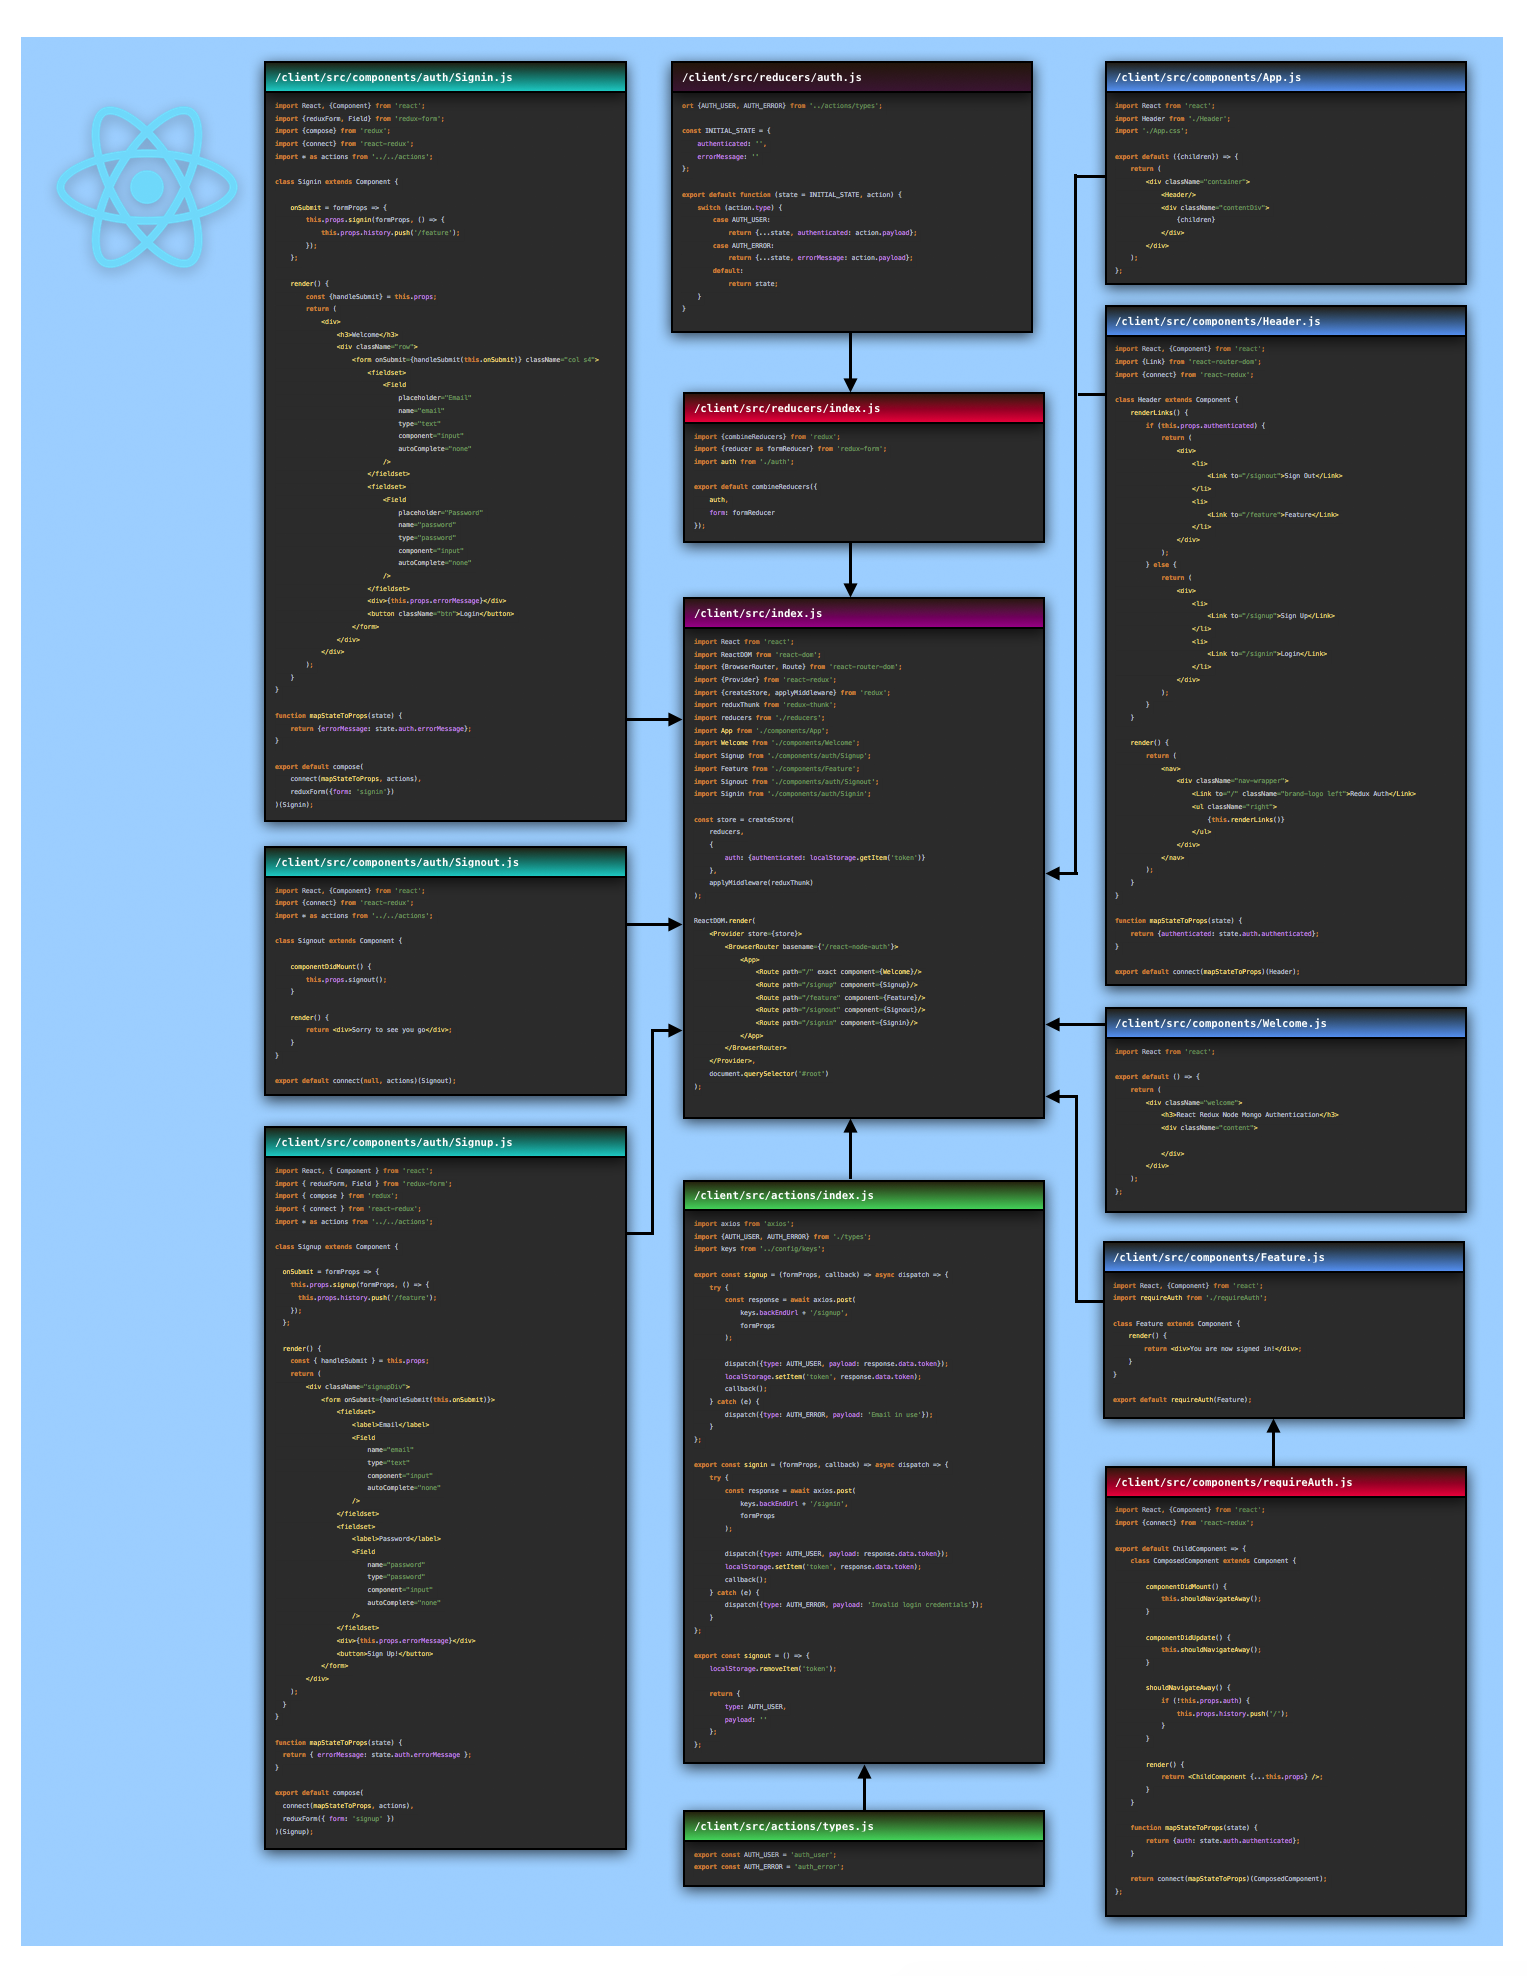 /client/src/components/auth/Signin.js
import React, {Component} from 'react';
import {reduxForm, Field} from 'redux-form';
import {compose} from 'redux';
import {connect} from 'react-redux';
import * as actions from '../../actions';
class Signin extends Component {
onSubmit = formProps => {
this.props.signin(formProps, () => {
this.props.history.push('/feature');
});
};
render() {
const {handleSubmit} = this.props;
return (
<div>
<h3>Welcome</h3>
<div className="row">
<form onSubmit={handleSubmit(this.onSubmit)} className="col s4">
<fieldset>
<Field
placeholder="Email"
name="email"
type="text"
component="input"
autoComplete="none"
/>
</fieldset>
<fieldset>
<Field
placeholder="Password"
name="password"
type="password"
component="input"
autoComplete="none"
/>
</fieldset>
<div>{this.props.errorMessage}</div>
<button className="btn">Login</button>
</form>
</div>
</div>
);
}
}
function mapStateToProps(state) {
return {errorMessage: state.auth.errorMessage};
}
export default compose(
connect(mapStateToProps, actions),
reduxForm({form: 'signin'})
)(Signin);
/client/src/components/auth/Signout.js
import React, {Component} from 'react';
import {connect} from 'react-redux';
import * as actions from '../../actions';
class Signout extends Component {
componentDidMount() {
this.props.signout();
}
render() {
return <div>Sorry to see you go</div>;
}
}
export default connect(null, actions)(Signout);
/client/src/components/auth/Signup.js
import React, { Component } from 'react';
import { reduxForm, Field } from 'redux-form';
import { compose } from 'redux';
import { connect } from 'react-redux';
import * as actions from '../../actions';
class Signup extends Component {
onSubmit = formProps => {
this.props.signup(formProps, () => {
this.props.history.push('/feature');
});
};
render() {
const { handleSubmit } = this.props;
return (
<div className="signupDiv">
<form onSubmit={handleSubmit(this.onSubmit)}>
<fieldset>
<label>Email</label>
<Field
name="email"
type="text"
component="input"
autoComplete="none"
/>
</fieldset>
<fieldset>
<label>Password</label>
<Field
name="password"
type="password"
component="input"
autoComplete="none"
/>
</fieldset>
<div>{this.props.errorMessage}</div>
<button>Sign Up!</button>
</form>
</div>
);
}
}
function mapStateToProps(state) {
return { errorMessage: state.auth.errorMessage };
}
export default compose(
connect(mapStateToProps, actions),
reduxForm({ form: 'signup' })
)(Signup);
/client/src/reducers/auth.js
ort {AUTH_USER, AUTH_ERROR} from '../actions/types';
const INITIAL_STATE = {
authenticated: '',
errorMessage: ''
};
export default function (state = INITIAL_STATE, action) {
switch (action.type) {
case AUTH_USER:
return {...state, authenticated: action.payload};
case AUTH_ERROR:
return {...state, errorMessage: action.payload};
default:
return state;
}
}
/client/src/reducers/index.js
import {combineReducers} from 'redux';
import {reducer as formReducer} from 'redux-form';
import auth from './auth';
export default combineReducers({
auth,
form: formReducer
});
/client/src/index.js
import React from 'react';
import ReactDOM from 'react-dom';
import {BrowserRouter, Route} from 'react-router-dom';
import {Provider} from 'react-redux';
import {createStore, applyMiddleware} from 'redux';
import reduxThunk from 'redux-thunk';
import reducers from './reducers';
import App from './components/App';
import Welcome from './components/Welcome';
import Signup from './components/auth/Signup';
import Feature from './components/Feature';
import Signout from './components/auth/Signout';
import Signin from './components/auth/Signin';
const store = createStore(
reducers,
{
auth: {authenticated: localStorage.getItem('token')}
},
applyMiddleware(reduxThunk)
);
ReactDOM.render(
<Provider store={store}>
<BrowserRouter basename={'/react-node-auth'}>
<App>
<Route path="/" exact component={Welcome}/>
<Route path="/signup" component={Signup}/>
<Route path="/feature" component={Feature}/>
<Route path="/signout" component={Signout}/>
<Route path="/signin" component={Signin}/>
</App>
</BrowserRouter>
</Provider>,
document.querySelector('#root')
);
/client/src/actions/index.js
import axios from 'axios';
import {AUTH_USER, AUTH_ERROR} from './types';
import keys from '../config/keys';
export const signup = (formProps, callback) => async dispatch => {
try {
const response = await axios.post(
keys.backEndUrl + '/signup',
formProps
);
dispatch({type: AUTH_USER, payload: response.data.token});
localStorage.setItem('token', response.data.token);
callback();
} catch (e) {
dispatch({type: AUTH_ERROR, payload: 'Email in use'});
}
};
export const signin = (formProps, callback) => async dispatch => {
try {
const response = await axios.post(
keys.backEndUrl + '/signin',
formProps
);
dispatch({type: AUTH_USER, payload: response.data.token});
localStorage.setItem('token', response.data.token);
callback();
} catch (e) {
dispatch({type: AUTH_ERROR, payload: 'Invalid login credentials'});
}
};
export const signout = () => {
localStorage.removeItem('token');
return {
type: AUTH_USER,
payload: ''
};
};
/client/src/actions/types.js
export const AUTH_USER = 'auth_user';
export const AUTH_ERROR = 'auth_error';
/client/src/components/App.js
import React from 'react';
import Header from './Header';
import './App.css';
export default ({children}) => {
return (
<div className="container">
<Header/>
<div className="contentDiv">
{children}
</div>
</div>
);
};
/client/src/components/Header.js
import React, {Component} from 'react';
import {Link} from 'react-router-dom';
import {connect} from 'react-redux';
class Header extends Component {
renderLinks() {
if (this.props.authenticated) {
return (
<div>
<li>
<Link to="/signout">Sign Out</Link>
</li>
<li>
<Link to="/feature">Feature</Link>
</li>
</div>
);
} else {
return (
<div>
<li>
<Link to="/signup">Sign Up</Link>
</li>
<li>
<Link to="/signin">Login</Link>
</li>
</div>
);
}
}
render() {
return (
<nav>
<div className="nav-wrapper">
<Link to="/" className="brand-logo left">Redux Auth</Link>
<ul className="right">
{this.renderLinks()}
</ul>
</div>
</nav>
);
}
}
function mapStateToProps(state) {
return {authenticated: state.auth.authenticated};
}
export default connect(mapStateToProps)(Header);
/client/src/components/Welcome.js
import React from 'react';
export default () => {
return (
<div className="welcome">
<h3>React Redux Node Mongo Authentication</h3>
<div className="content">
</div>
</div>
);
};
/client/src/components/Feature.js
import React, {Component} from 'react';
import requireAuth from './requireAuth';
class Feature extends Component {
render() {
return <div>You are now signed in!</div>;
}
}
export default requireAuth(Feature);
/client/src/components/requireAuth.js
import React, {Component} from 'react';
import {connect} from 'react-redux';
export default ChildComponent => {
class ComposedComponent extends Component {
componentDidMount() {
this.shouldNavigateAway();
}
componentDidUpdate() {
this.shouldNavigateAway();
}
shouldNavigateAway() {
if (!this.props.auth) {
this.props.history.push('/');
}
}
render() {
return <ChildComponent {...this.props} />;
}
}
function mapStateToProps(state) {
return {auth: state.auth.authenticated};
}
return connect(mapStateToProps)(ComposedComponent);
};